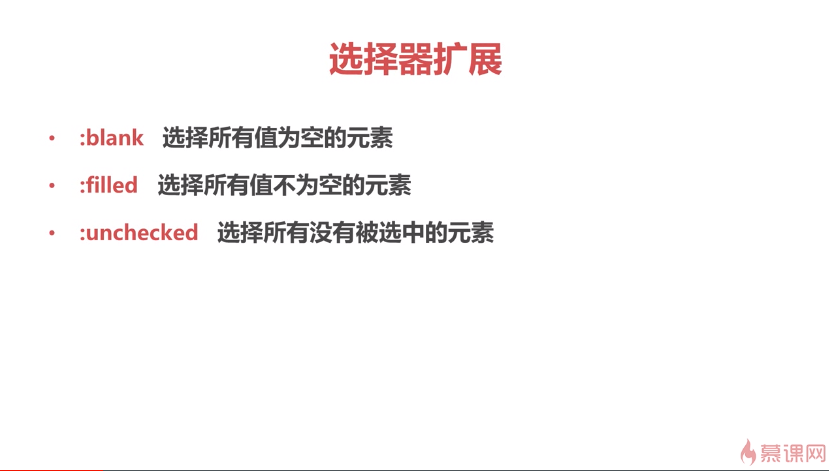 选择器扩展
• :blank 选择所有值为空的元素
• :filled 选择所有值不为空的元素
• :unchecked 选择所有没有被选中的元素
慕课网